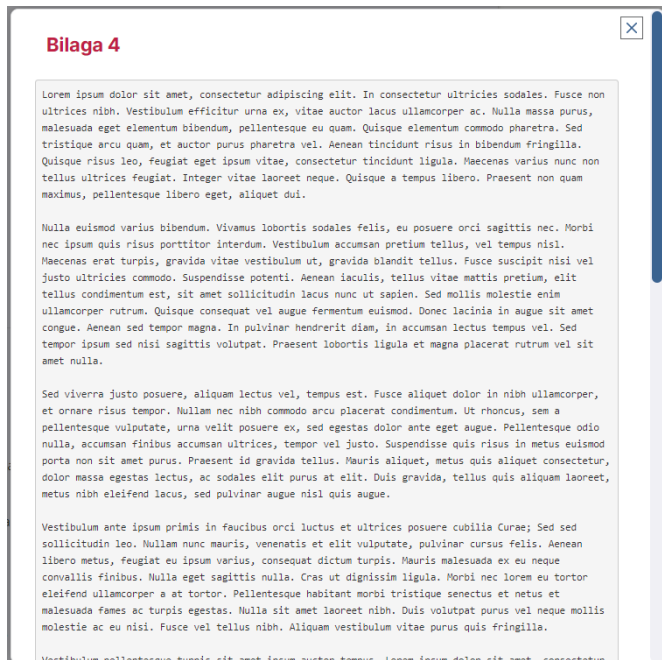 Bilaga 4
Lorem ipsum dolor sit amet, consectetur adipiscing elit. In consectetur ultricies sodales. Fusce non
ultrices nibh. Vestibulum efficitur urna ex, vitae auctor lacus ullamcorper ac. Nulla massa purus,
malesuada eget elementum bibendum, pellentesque eu quam. Quisque elementum commodo pharetra. Sed
tristique arcu quam, et auctor purus pharetra vel. Aenean tincidunt risus in bibendum fringilla.
Quisque risus leo, feugiat eget ipsum vitae, consectetur tincidunt ligula. Maecenas varius nunc non
tellus ultrices feugiat. Integer vitae laoreet neque. Quisque a tempus libero. Praesent non quam
maximus, pellentesque libero eget, aliquet dui.
Nulla euismod varius bibendum. Vivamus lobortis sodales felis, eu posuere orci sagittis nec. Morbi
nec ipsum quis risus porttitor interdum. Vestibulum accumsan pretium tellus, vel tempus nisl.
Maecenas erat turpis, gravida vitae vestibulum ut, gravida blandit tellus. Fusce suscipit nisi vel
justo ultricies commodo. Suspendisse potenti. Aenean iaculis, tellus vitae mattis pretium, elit
tellus condimentum est, sit amet sollicitudin lacus nunc ut sapien. Sed mollis molestie enim
ullamcorper rutrum. Quisque consequat vel augue fermentum euismod. Donec lacinia in augue sit amet
congue. Aenean sed tempor magna. In pulvinar hendrerit diam, in accumsan lectus tempus vel. Sed
tempor ipsum sed nisi sagittis volutpat. Praesent lobortis ligula et magna placerat rutrum vel sit
amet nulla.
Sed viverra justo posuere, aliquam lectus vel, tempus est. Fusce aliquet dolor in nibh ullamcorper,
et ornare risus tempor. Nullam nec nibh commodo arcu placerat condimentum. Ut rhoncus, sem a
pellentesque vulputate, urna velit posuere ex, sed egestas dolor ante eget augue. Pellentesque odio
nulla, accumsan finibus accumsan ultrices, tempor vel justo. Suspendisse quis risus in metus euismod
porta non sit amet purus. Praesent id gravida tellus. Mauris aliquet, metus quis aliquet consectetur,
dolor massa egestas lectus, ac sodales elit purus at elit. Duis gravida, tellus quis aliquam laoreet,
metus nibh eleifend lacus, sed pulvinar augue nisl quis augue.
Vestibulum ante ipsum primis in faucibus orci luctus et ultrices posuere cubilia Curae; Sed sed
sollicitudin leo. Nullam nunc mauris, venenatis et elit vulputate, pulvinar cursus felis. Aenean
libero metus, feugiat eu ipsum varius, consequat dictum turpis. Mauris malesuada ex eu neque
convallis finibus. Nulla eget sagittis nulla. Cras ut dignissim ligula. Morbi nec lorem eu tortor
eleifend ullamcorper a at tortor. Pellentesque habitant morbi tristique senectus et netus et
malesuada fames ac turpis egestas. Nulla sit amet laoreet nibh. Duis volutpat purus vel neque mollis
molestie ac eu nisi. Fusce vel tellus nibh. Aliquam vestibulum vitae purus quis fringilla.
Vestibulum pellentesque turpis sit amet ipsum auctor tempus. Lorem ipsum dolor sit amet, consectetur